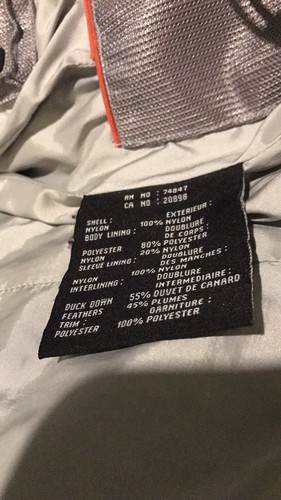 RN NO : 74947
CA NO : 20898
SHELL : EXTERIEUR :
NYLON 100% NYLON
BODY LINING : DOUBLURE
DE CORPS :
POLYESTER 80% POLYESTER
NYLON 20% NYLON
SLEEVE LINING : DOUBLURE
DES MANCHES :
NYLON 100% NYLON
INTERLINING : DOUBLURE
INTERMEDIAIRE :
DUCK DOWN 55% DUVET DE CANARD
FEATHERS 45% PLUMES
TRIM : GARNITURE :
POLYESTER 100% POLYESTER